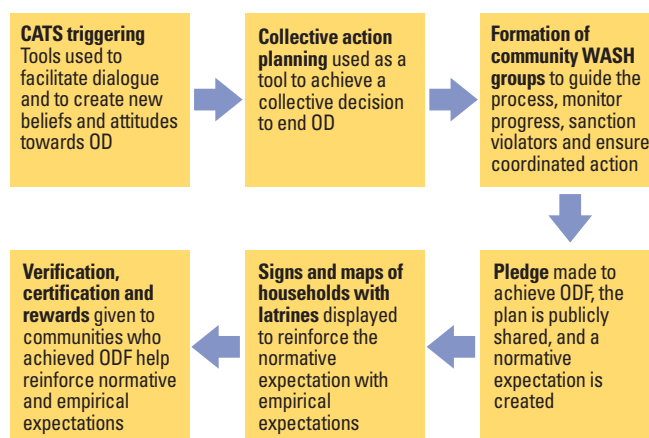 CATS triggering
Tools used to
facilitate dialogue
and to create new
beliefs and attitudes
towards OD
Collective action
planning used as a
tool to achieve a
collective decision
to end OD
Formation of
community WASH
groups to guide the
process, monitor
progress, sanction
violators and ensure
coordinated action
Pledge made to
achieve ODF, the
plan is publicly
shared, and a
normative
expectation is
created
Signs and maps of
households with
latrines displayed
to reinforce the
normative
expectation with
empirical
expectations
Verification,
certification and
rewards given to
communities who
achieved ODF help
reinforce normative
and empirical
expectations